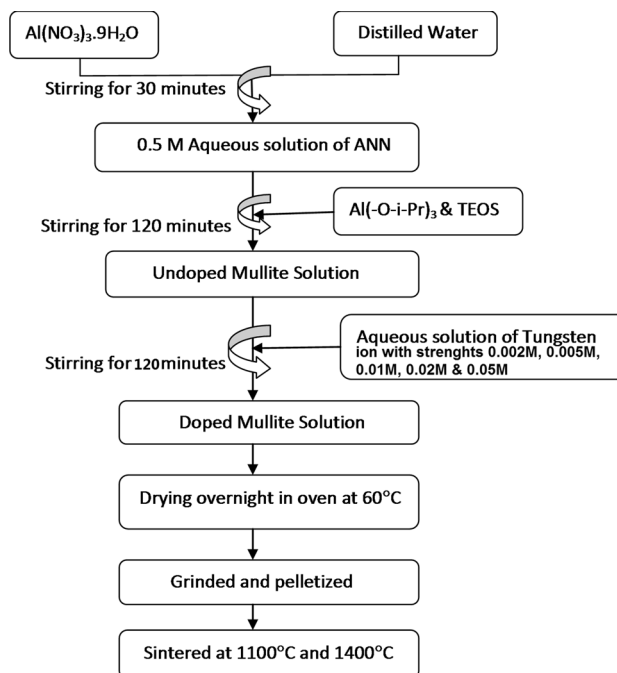 Al(NO₃)₃.9H₂O
Distilled Water
Stirring for 30 minutes
0.5 M Aqueous solution of ANN
Al(-O-i-Pr)₃ & TEOS
Stirring for 120 minutes
Undoped Mullite Solution
Aqueous solution of Tungsten
ion with strenghts 0.002M, 0.005M,
0.01M, 0.02M & 0.05M
Stirring for 120 minutes
Doped Mullite Solution
Drying overnight in oven at 60°C
Grinded and pelletized
Sintered at 1100°C and 1400°C